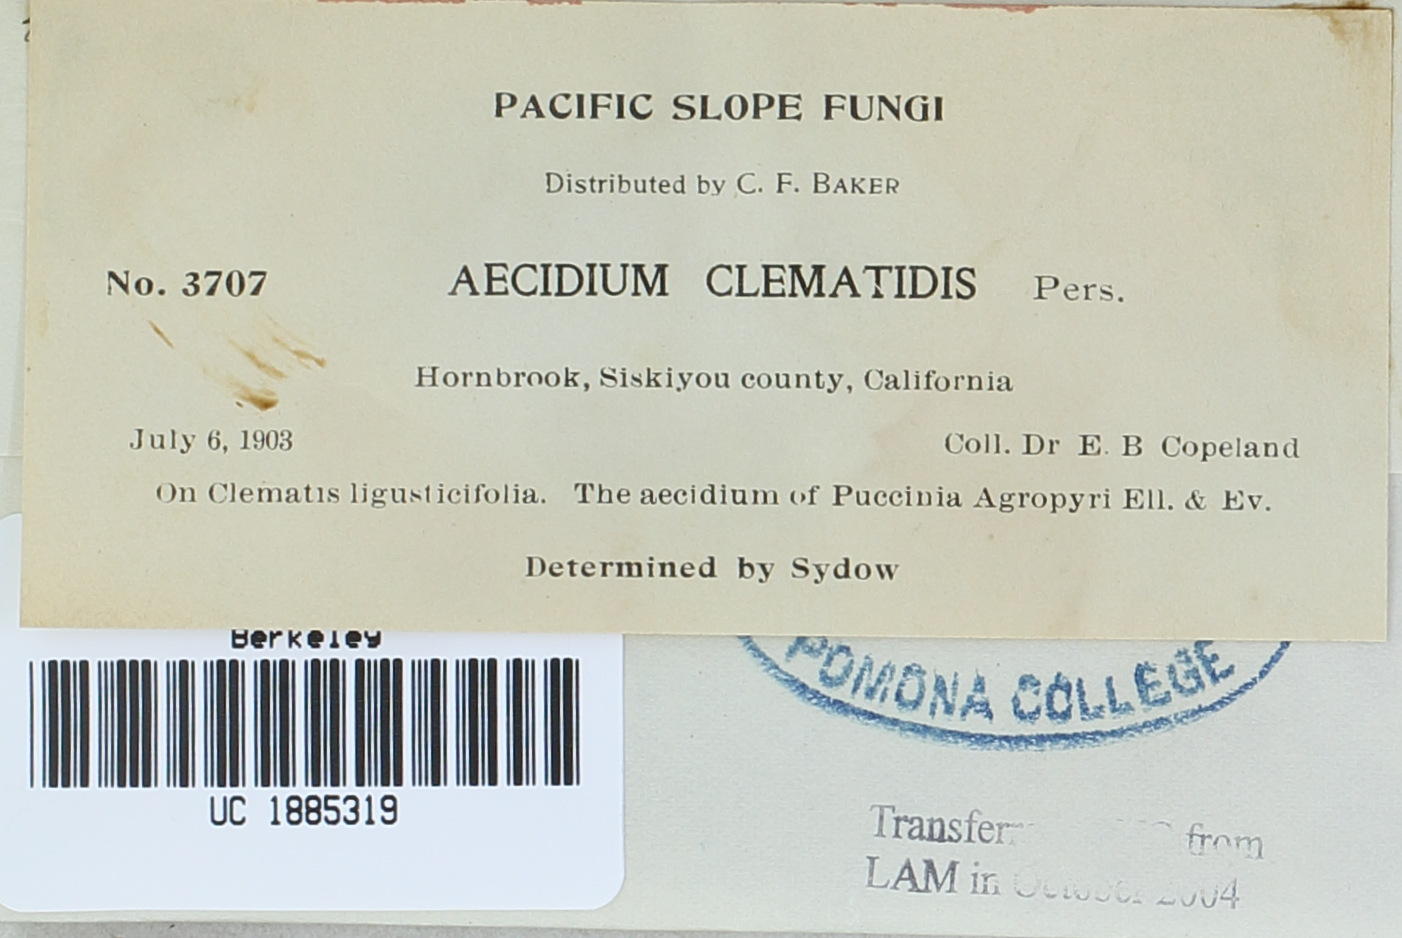 PACIFIC SLOPE FUNGI
Distributed by C. F. BAKER
No. 3707 AECIDIUM CLEMATIDIS Pers.
Hornbrook, Siskiyou county, California
July 6, 1903 Coll. Dr E. B Copeland
On Clematis ligusticifolia. The aecidium of Puccinia Agropyri Ell. & Ev.
Determined by Sydow
Berkeley
UC 1885319
POMONA COLLEGE
from
LAM in October 2004